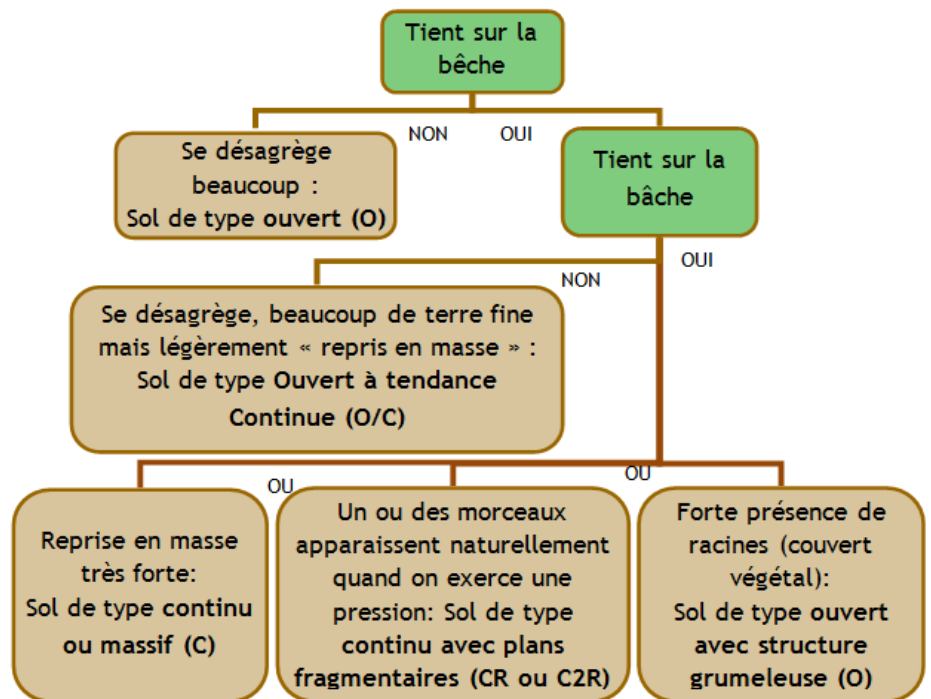 Tient sur la
bêche
NON
OUI
Se désagrège
beaucoup :
Sol de type ouvert (O)
Tient sur la
bâche
NON
OUI
Se désagrège, beaucoup de terre fine
mais légèrement « repris en masse » :
Sol de type Ouvert à tendance
Continue (O/C)
OU
OU
Reprise en masse
très forte:
Sol de type continu
ou massif (C)
Un ou des morceaux
apparaissent naturellement
quand on exerce une
pression: Sol de type
continu avec plans
fragmentaires (CR ou C2R)
Forte présence de
racines (couvert
végétal):
Sol de type ouvert
avec structure
grumeleuse (O)